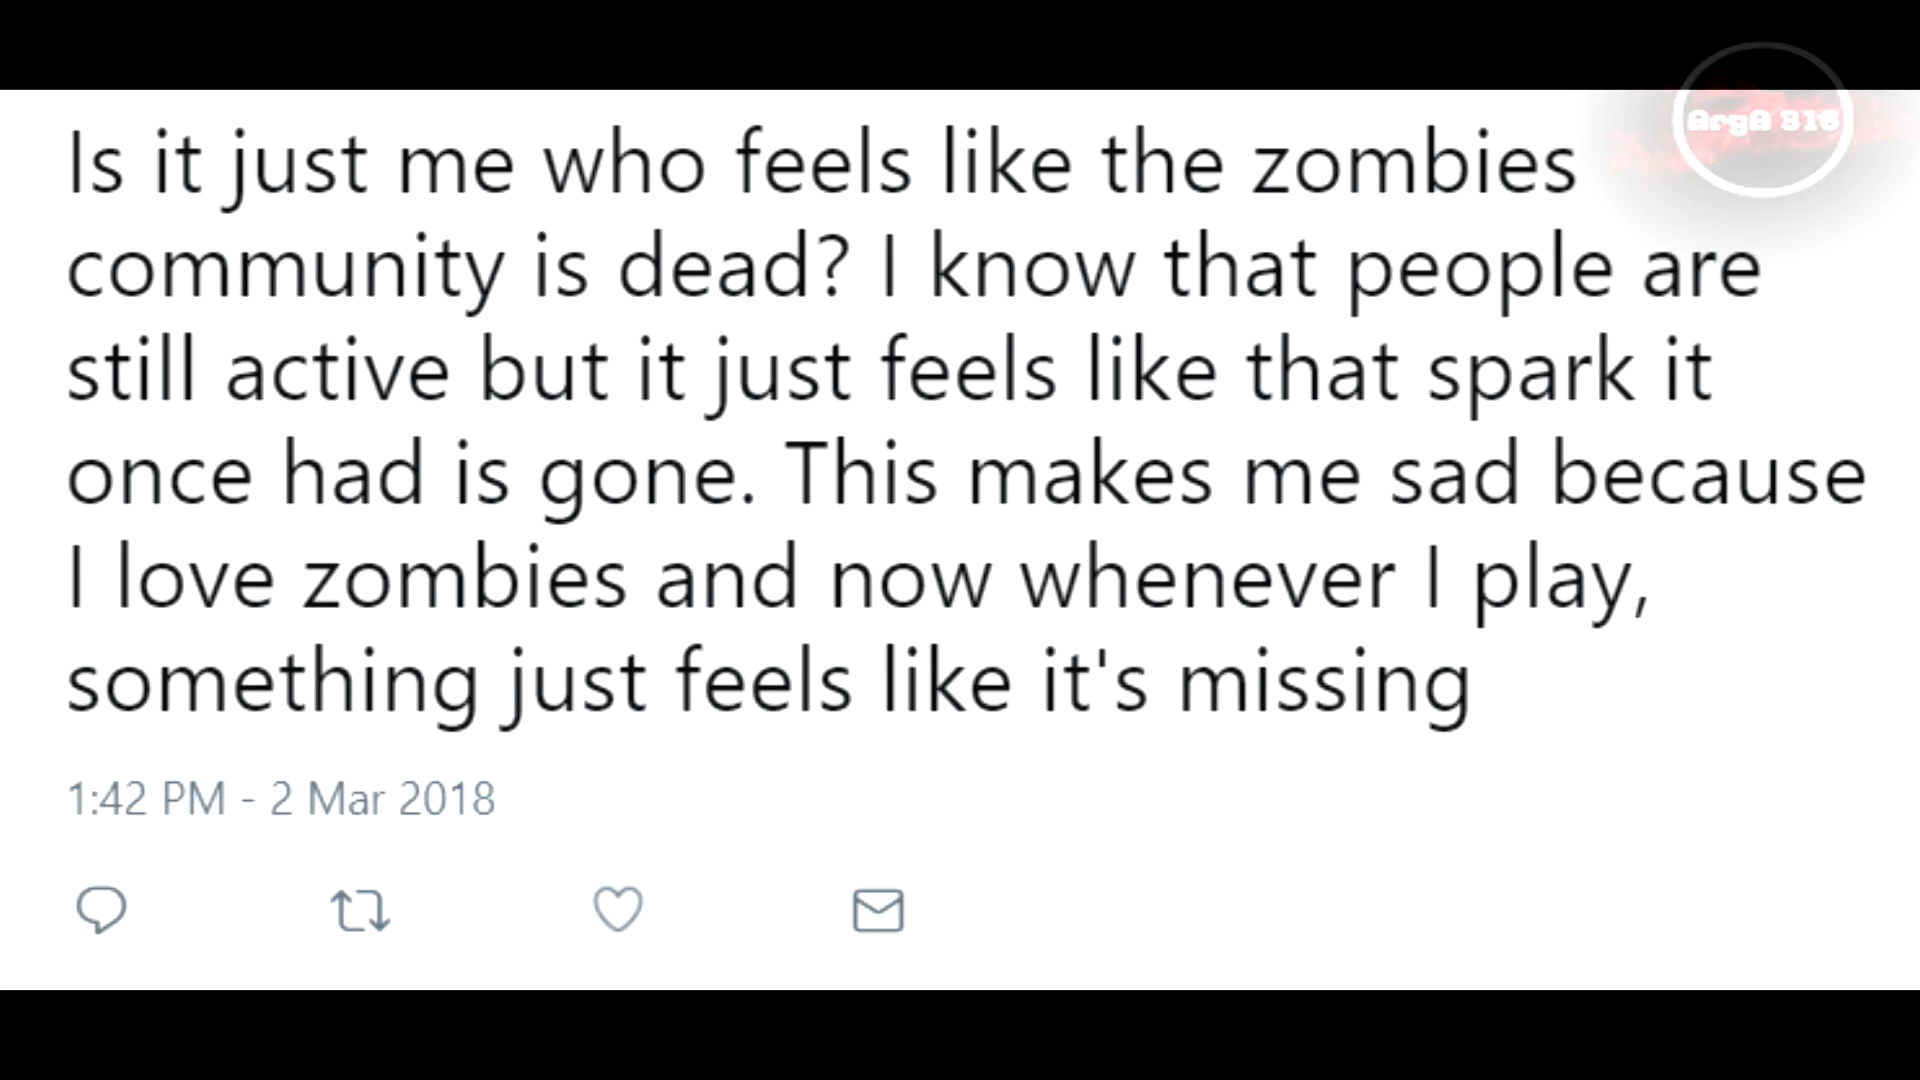 ArgA 316
Is it just me who feels like the zombies
community is dead? I know that people are
still active but it just feels like that spark it
once had is gone. This makes me sad because
I love zombies and now whenever I play,
something just feels like it's missing
1:42 PM - 2 Mar 2018